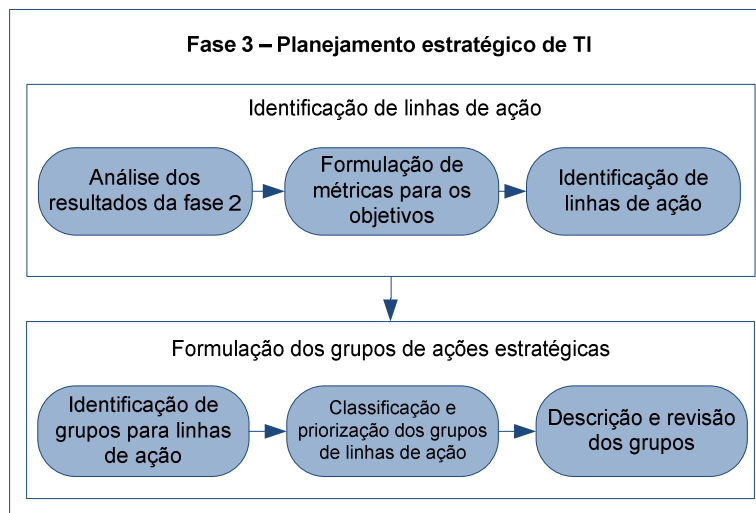 Fase 3 – Planejamento estratégico de TI
Identificação de linhas de ação
Análise dos
resultados da fase 2
Formulação de
métricas para os
objetivos
Identificação de
linhas de ação
Formulação dos grupos de ações estratégicas
Identificação de
grupos para linhas
de ação
Classificação e
priorização dos grupos
de linhas de ação
Descrição e revisão
dos grupos